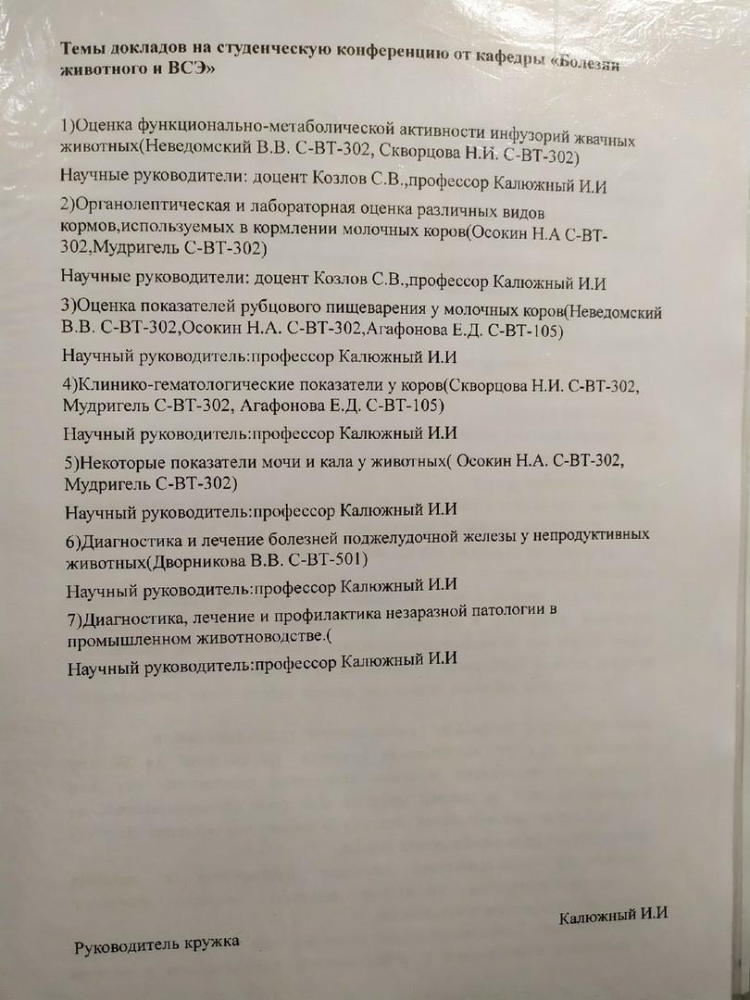 Темы докладов на студенческую конференцию от кафедры «Болезни
животного и ВСЭ»
1)Оценка функционально-метаболической активности инфузорий жвачных
животных(Неведомский В.В. С-ВТ-302, Скворцова Н.И. С-ВТ-302)
Научные руководители: доцент Козлов С.В.,профессор Калюжный И.И
2)Органолептическая и лабораторная оценка различных видов
кормов,используемых в кормлении молочных коров(Осокин Н.А С-ВТ-
302,Мудригель С-ВТ-302)
Научные руководители: доцент Козлов С.В.,профессор Калюжный И.И
3)Оценка показателей рубцового пищеварения у молочных коров(Неведомский
В.В. С-ВТ-302,Осокин Н.А. С-ВТ-302,Агафонова Е.Д. С-ВТ-105)
Научный руководитель:профессор Калюжный И.И
4)Клинико-гематологические показатели у коров(Скворцова Н.И. С-ВТ-302,
Мудригель С-ВТ-302, Агафонова Е.Д. С-ВТ-105)
Научный руководитель:профессор Калюжный И.И
5)Некоторые показатели мочи и кала у животных( Осокин Н.А. С-ВТ-302,
Мудригель С-ВТ-302)
Научный руководитель:профессор Калюжный И.И
6)Диагностика и лечение болезней поджелудочной железы у непродуктивных
животных(Дворникова В.В. С-ВТ-501)
Научный руководитель:профессор Калюжный И.И
7)Диагностика, лечение и профилактика незаразной патологии в
промышленном животноводстве.(
Научный руководитель:профессор Калюжный И.И
Руководитель кружка Калюжный И.И